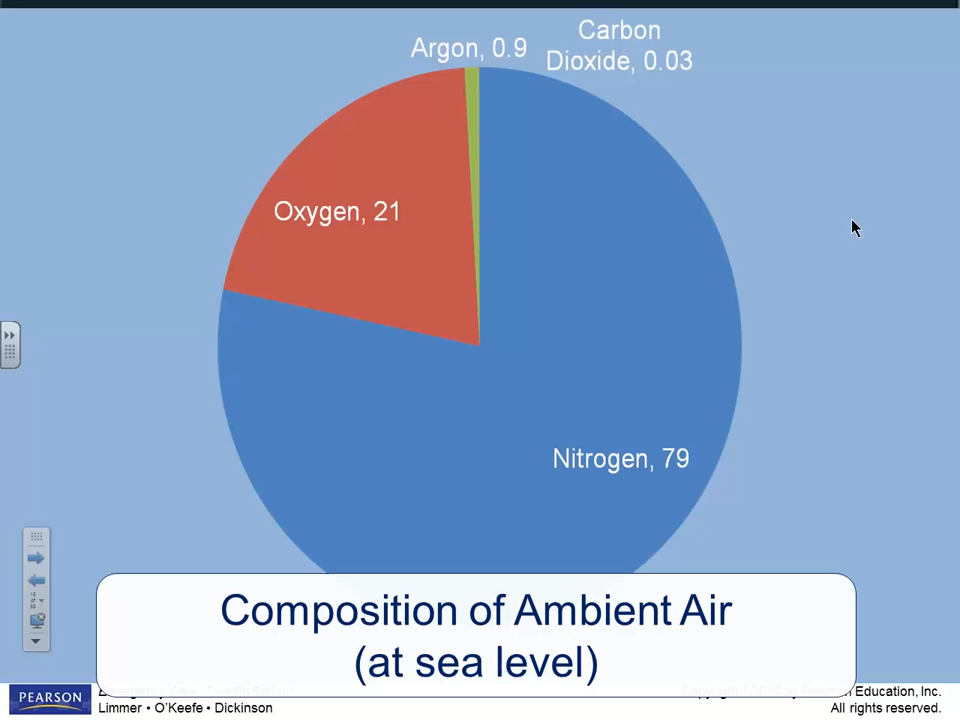 Argon, 0.9
Carbon
Dioxide, 0.03
Oxygen, 21
Nitrogen, 79
Composition of Ambient Air
(at sea level)
PEARSON
Limmer • O'Keefe • Dickinson
Education, Inc.
All rights reserved.